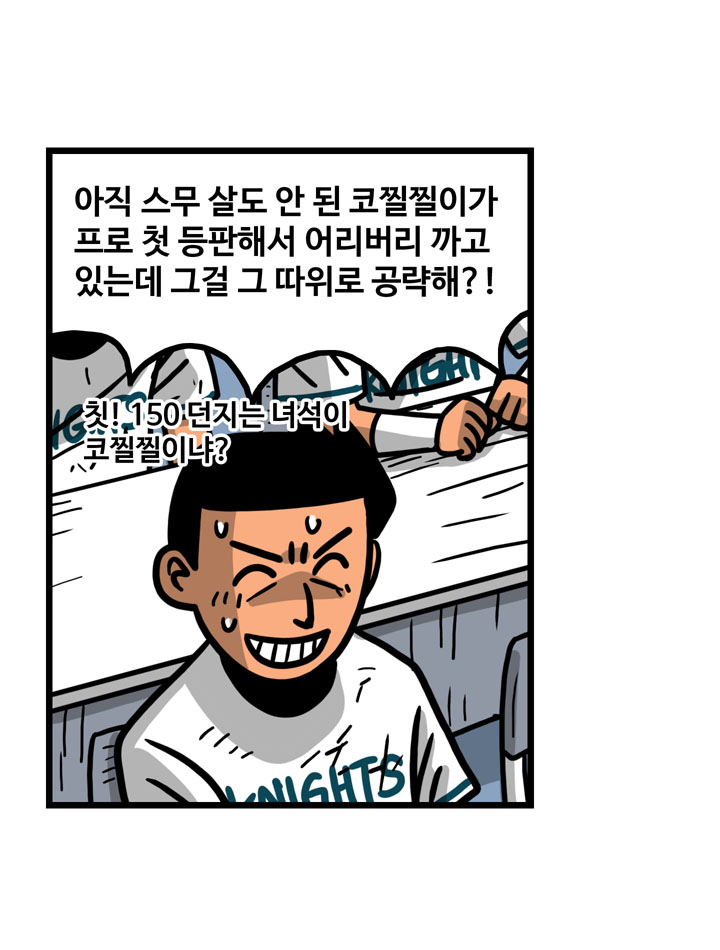 아직 스무 살도 안 된 코찔찔이가
프로 첫 등판해서 어리버리 까고
있는데 그걸 그 따위로 공략해?!
KNIGHTS
KNIGHT
칫! 150 던지는 녀석이
코찔찔이냐?
KNIGHTS